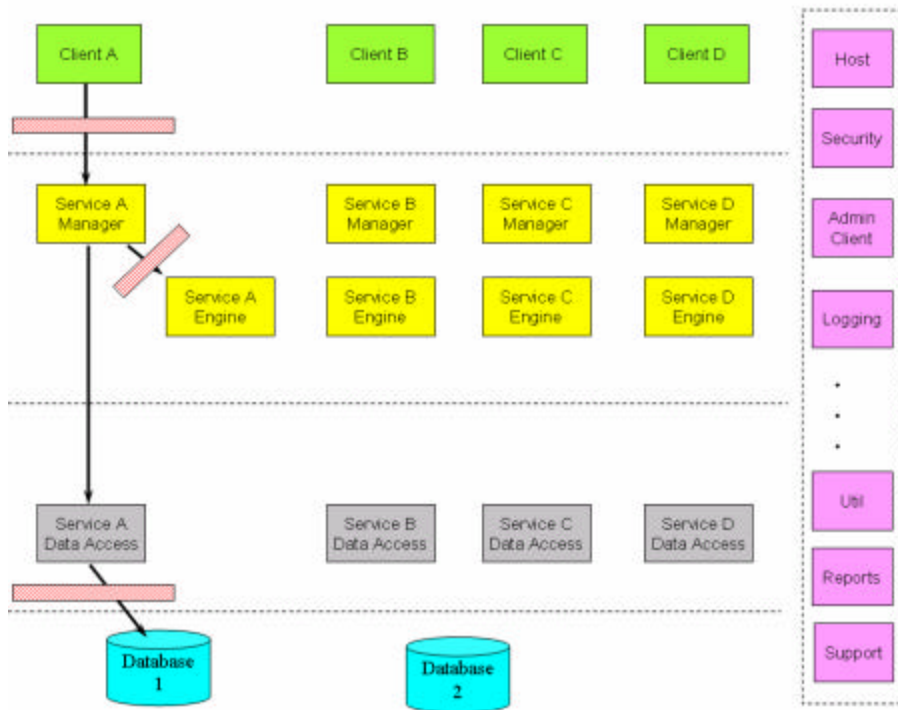 Client A
Client B
Client C
Client D
Service A
Manager
Service B
Manager
Service C
Manager
Service D
Manager
Service A
Engine
Service B
Engine
Service C
Engine
Service D
Engine
Service A
Data Access
Service B
Data Access
Service C
Data Access
Service D
Data Access
Database
1
Database
2
Host
Security
Admin
Client
Logging
Util
Reports
Support